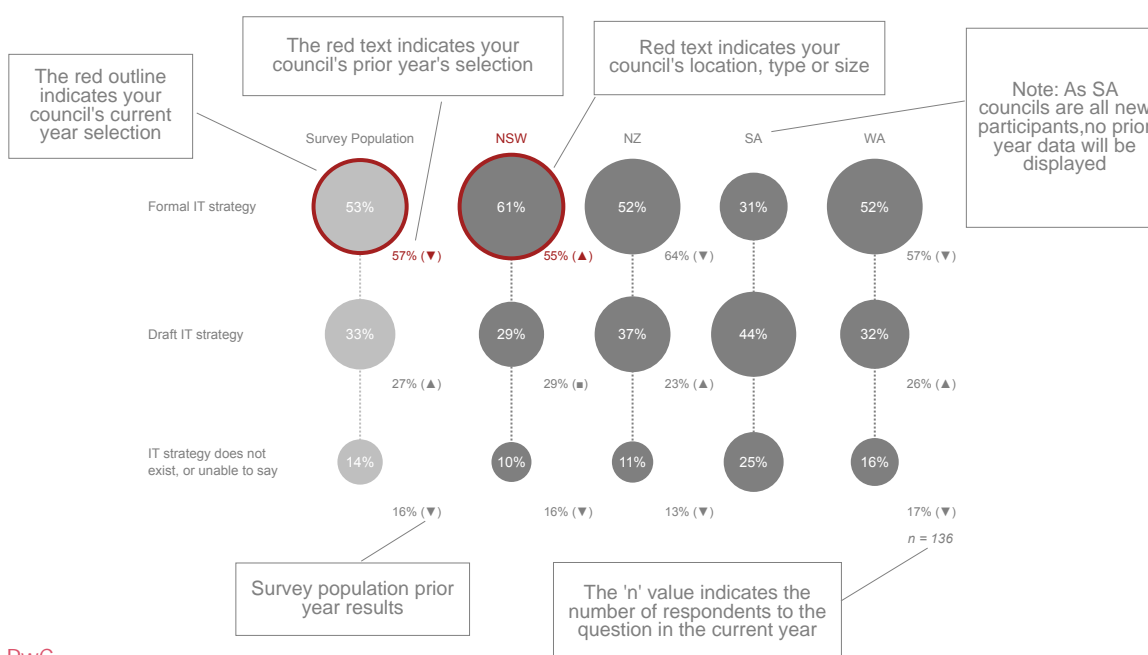 The red text indicates your
council's prior year's selection
Red text indicates your
council's location, type or size
The red outline
indicates your
council's current
year selection
Note: As SA
councils are all new
participants,no prior
year data will be
displayed
Survey Population NSW NZ SA WA
Formal IT strategy 53% 61% 52% 31% 52%
57% (▼) 55% (▲) 64% (▼) 57% (▼)
Draft IT strategy 33% 29% 37% 44% 32%
27% (▲) 29% (■) 23% (▲) 26% (▲)
IT strategy does not
exist, or unable to say
14% 10% 11% 25% 16%
16% (▼) 16% (▼) 13% (▼) 17% (▼)
n = 136
Survey population prior
year results
The 'n' value indicates the
number of respondents to the
question in the current year
PwC